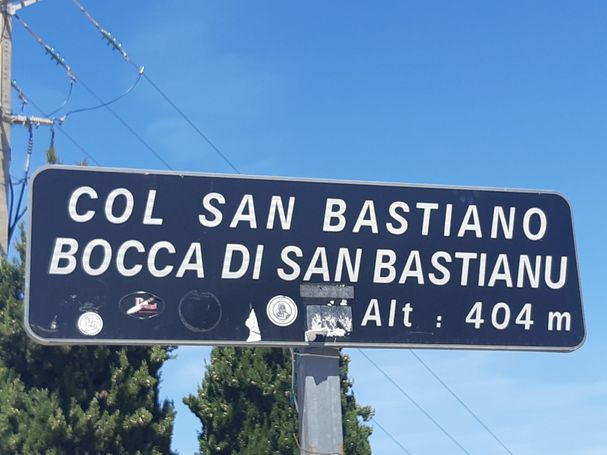 COL SAN BASTIANO
BOCCA DI SAN BASTIANU
Alt : 404 m